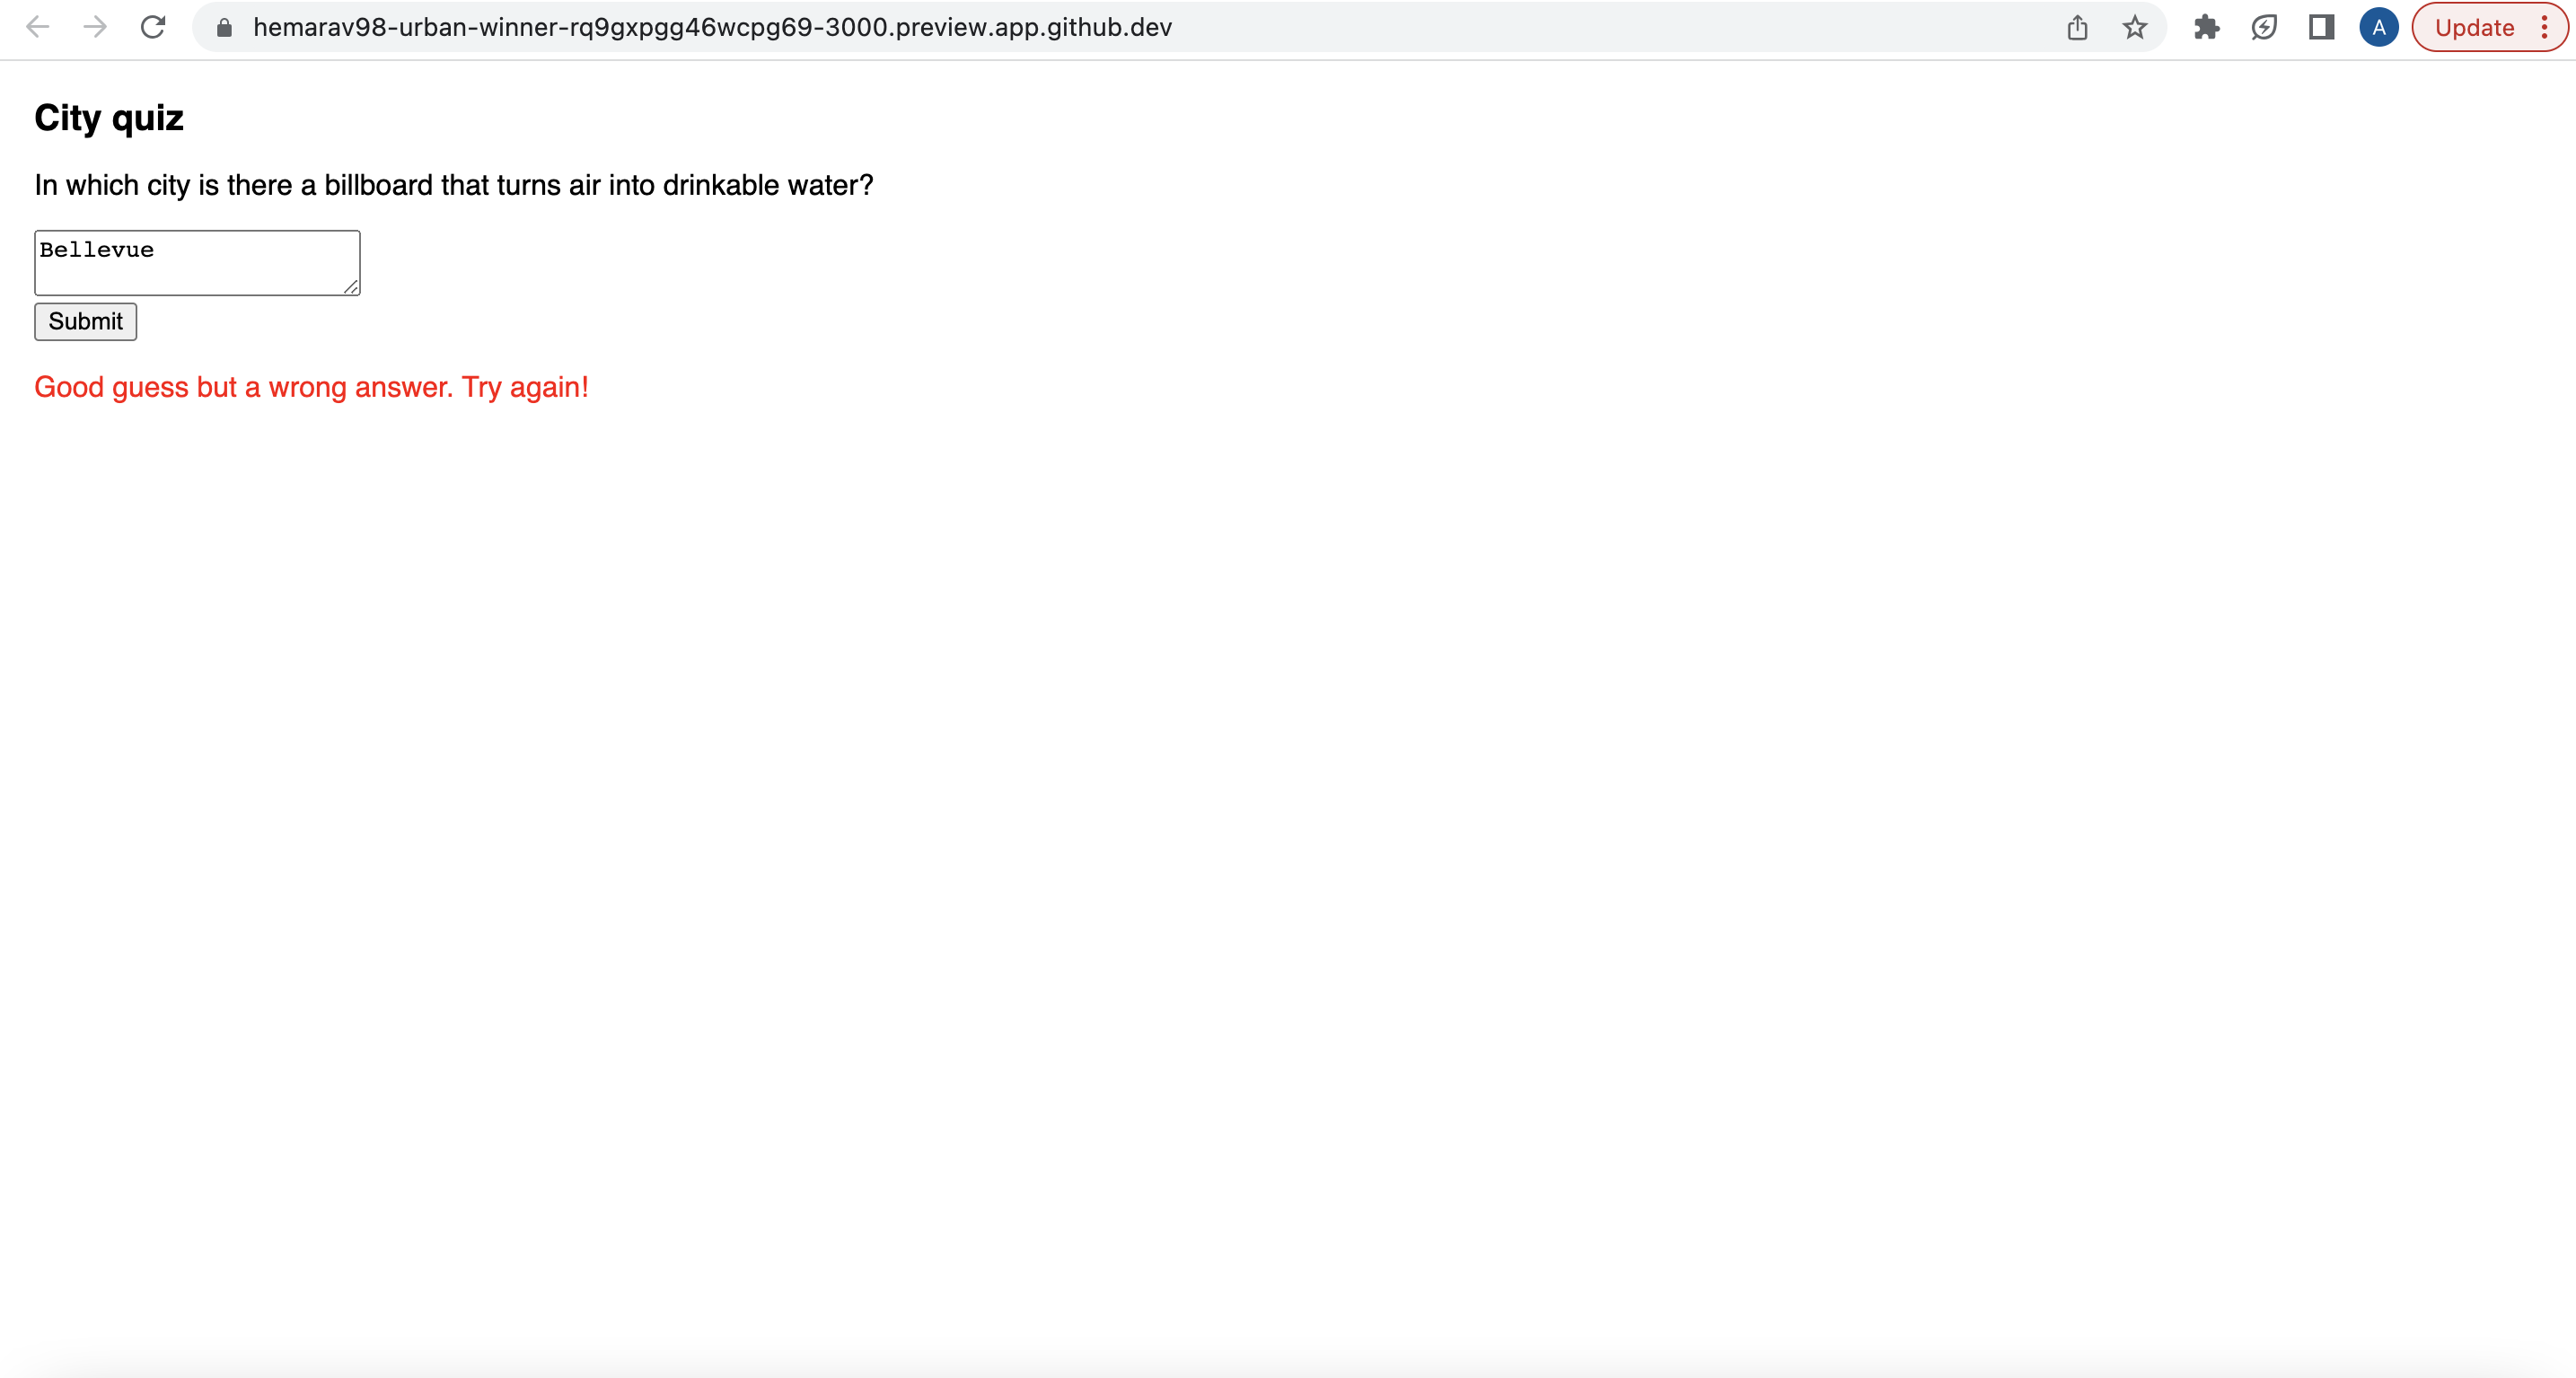 hemarav98-urban-winner-rq9gxpgg46wcpg69-3000.preview.app.github.dev
A
Update
City quiz
In which city is there a billboard that turns air into drinkable water?
Bellevue
Submit
Good guess but a wrong answer. Try again!